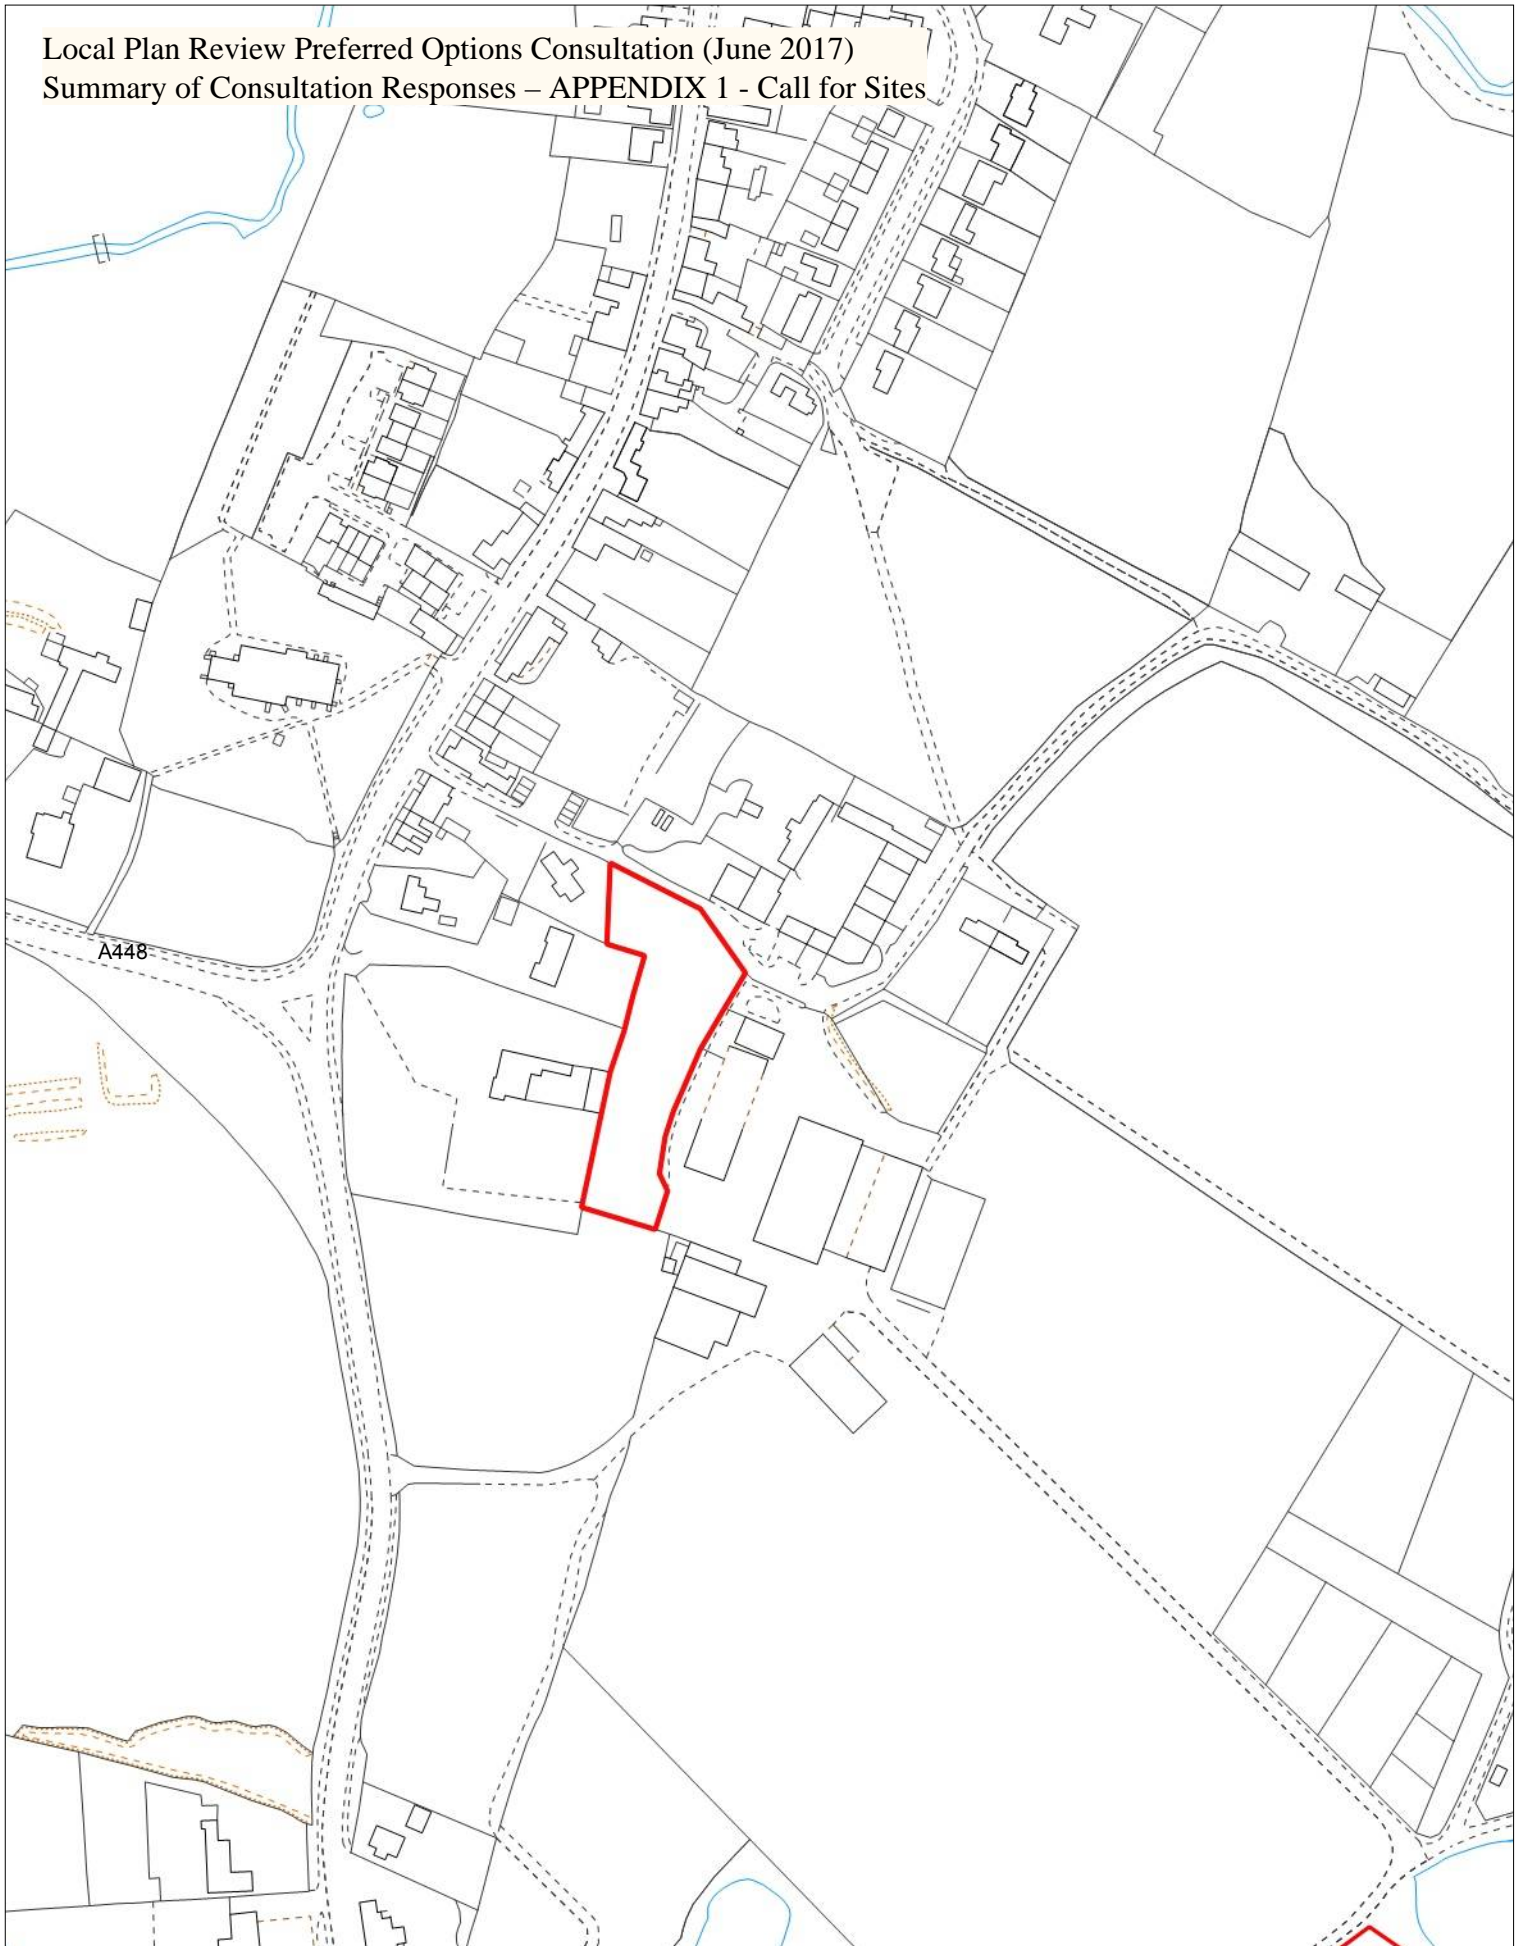 Local Plan Review Preferred Options Consultation (June 2017)
Summary of Consultation Responses – APPENDIX 1 - Call for Sites
A448